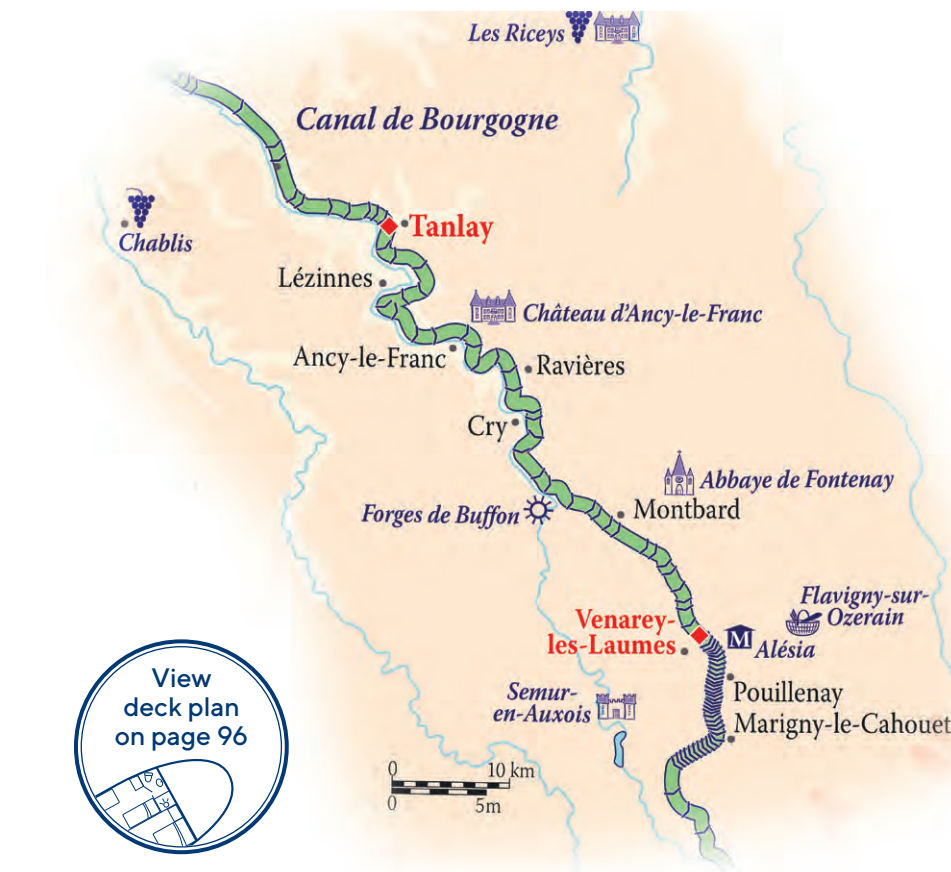 Les Riceys
Canal de Bourgogne
Chablis
Tanlay
Lézinnes
Château d'Ancy-le-Franc
Ancy-le-Franc
Ravières
Cry
Abbaye de Fontenay
Forges de Buffon
Montbard
Flavigny-sur-
Ozerain
Venarey-
les-Laumes
M
Alésia
Pouillenay
Semur-
en-Auxois
Marigny-le-Cahouet
View
deck plan
on page 96
0 10 km
0 5m